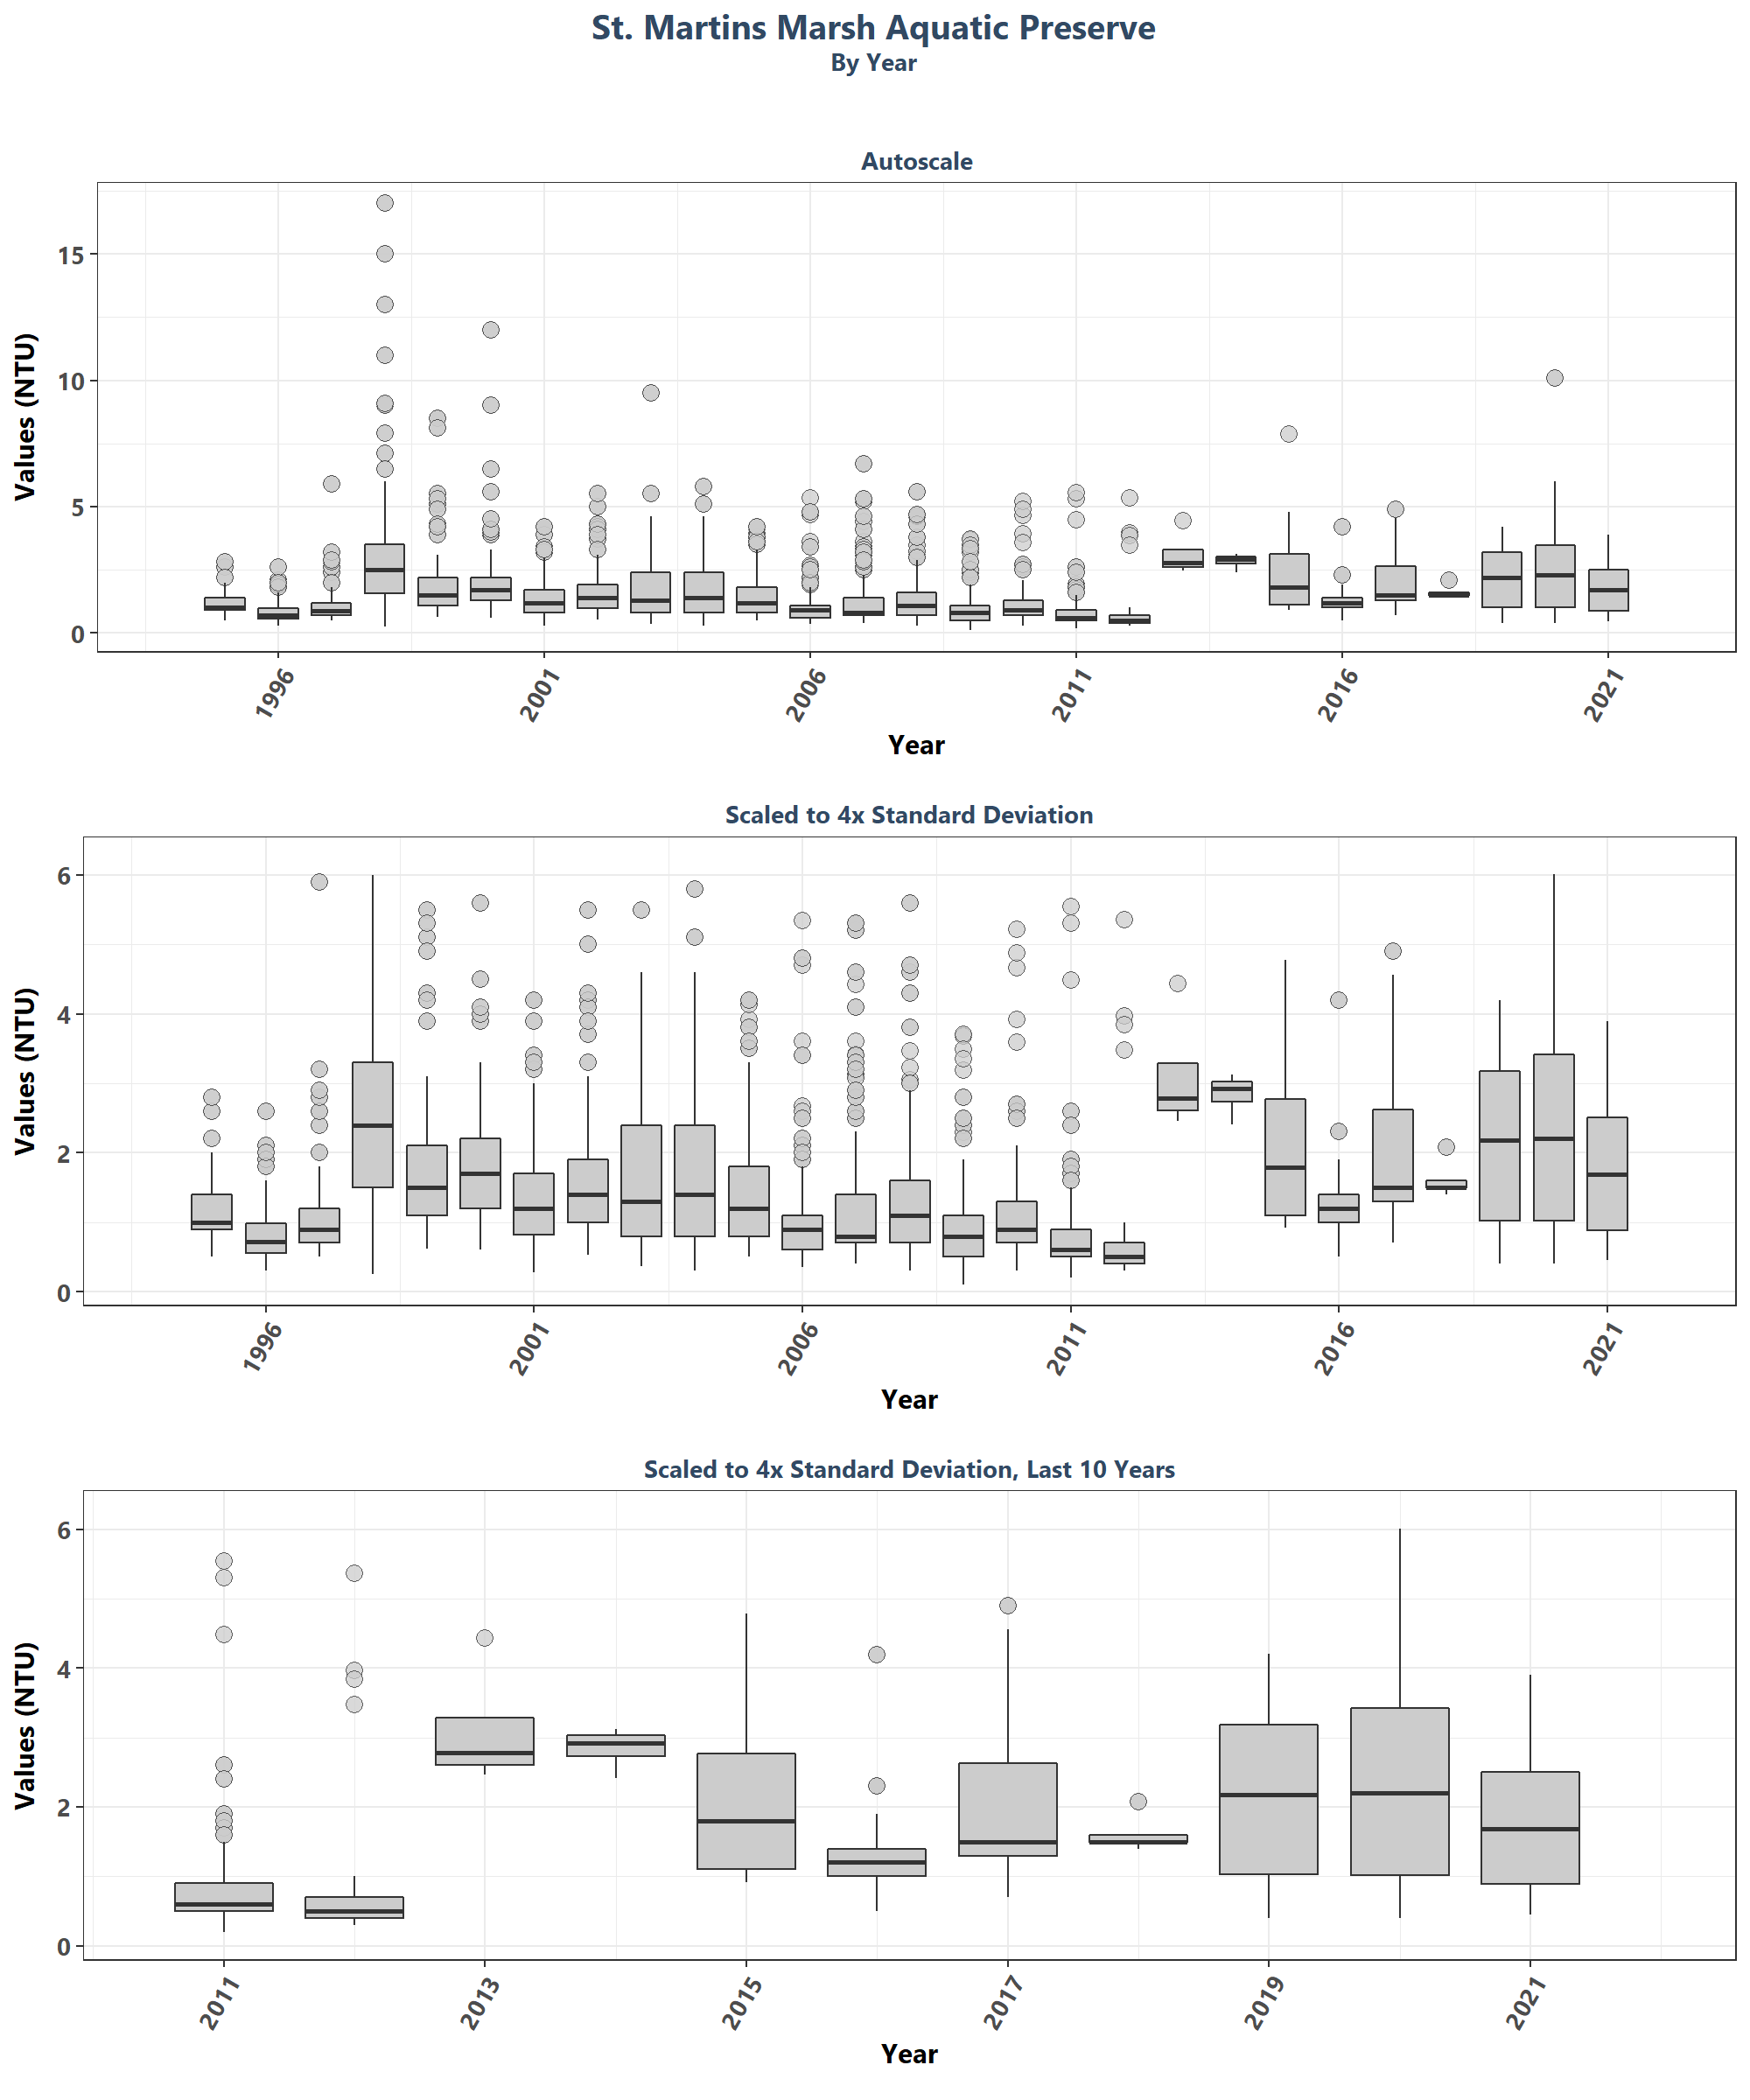 St. Martins Marsh Aquatic Preserve
By Year
Autoscale
Values (NTU)
15
10
5
0
1996 2001 2006 2011 2016 2021
Year
Scaled to 4x Standard Deviation
Values (NTU)
6
4
2
0
1996 2001 2006 2011 2016 2021
Year
Scaled to 4x Standard Deviation, Last 10 Years
Values (NTU)
6
4
2
0
2011 2013 2015 2017 2019 2021
Year